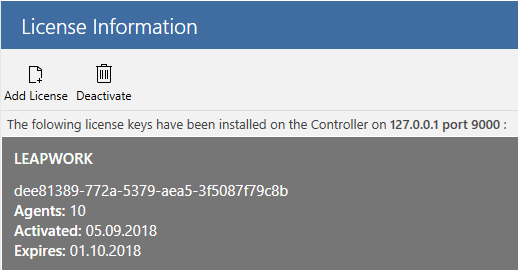 License Information
Add License Deactivate
The folowing license keys have been installed on the Controller on 127.0.0.1 port 9000 :
LEAPWORK
dee81389-772a-5379-aea5-3f5087f79c8b
Agents: 10
Activated: 05.09.2018
Expires: 01.10.2018